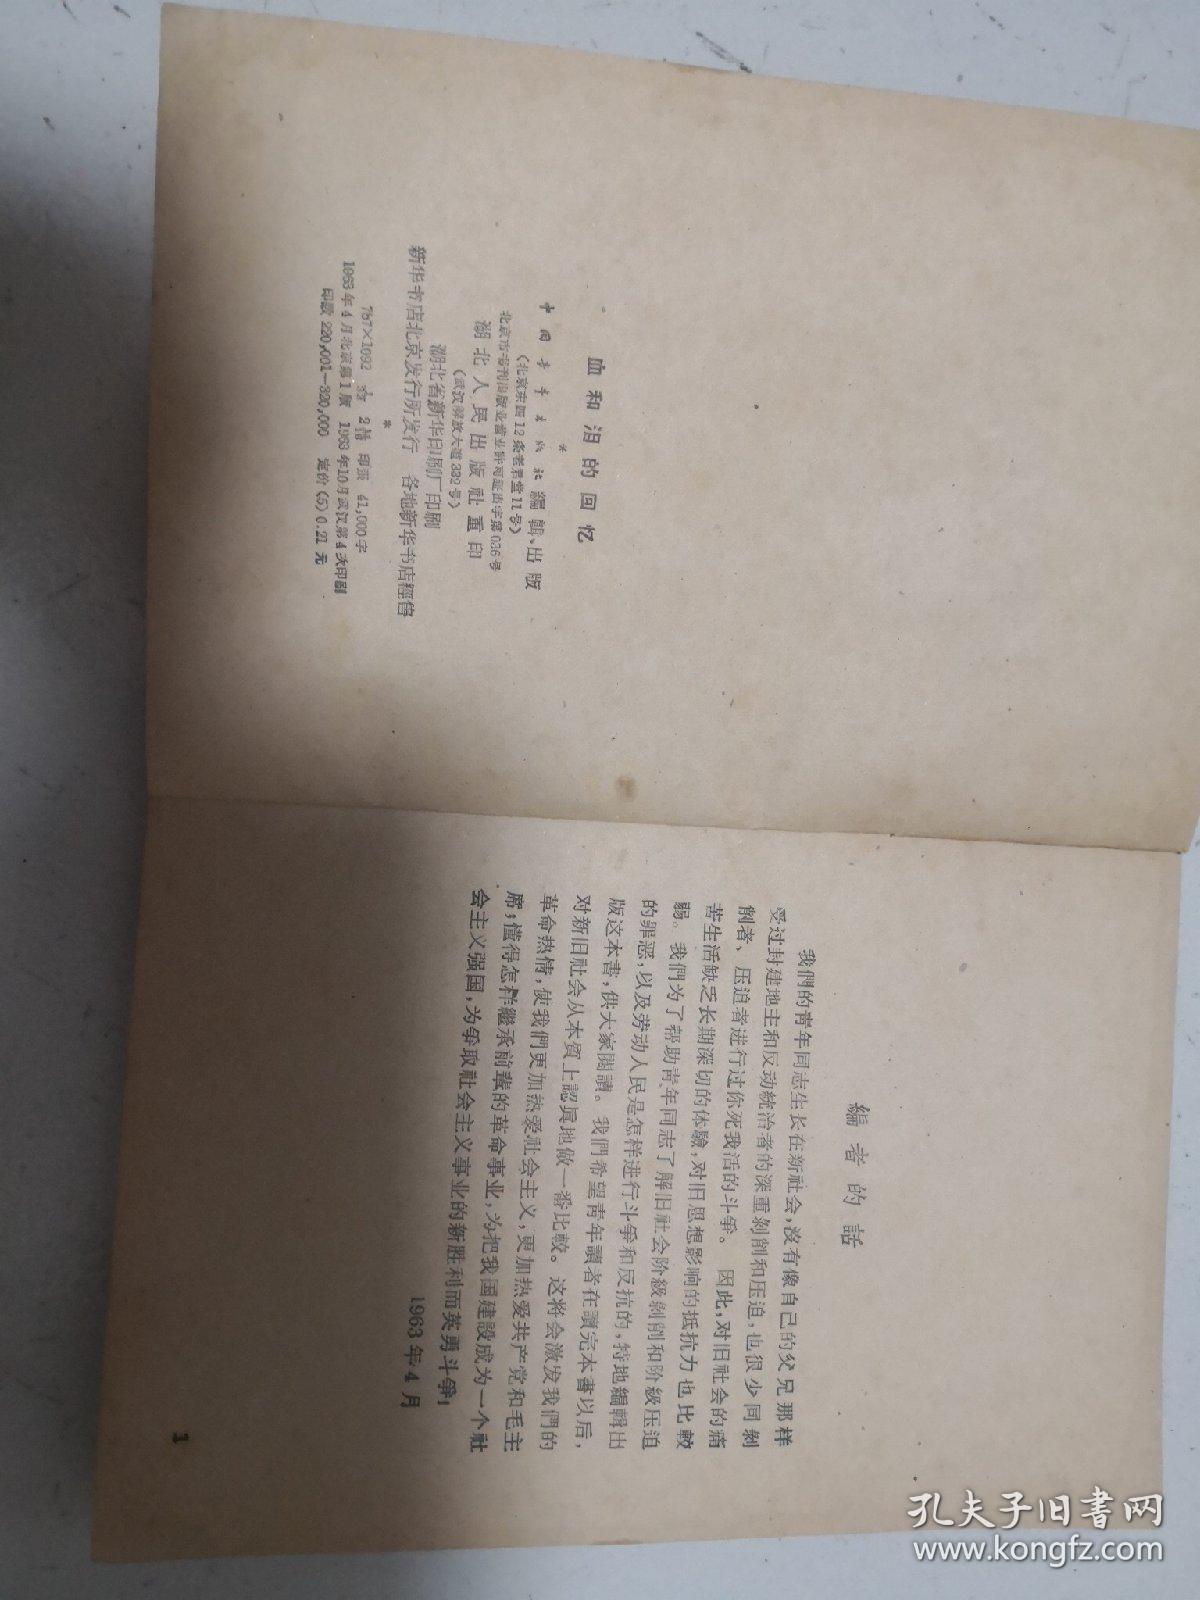 血和泪的回忆
*
中国青年出版社編輯、出版
(北京东四12条老君堂11号)
北京市书刊出版业营业許可証出字第036号
湖北人民出版社重印
(武汉解放大道332号)
湖北省新华印刷厂印刷
新华书店北京发行所发行 各地新华书店經售
*
787×1092 2插 印张 41,000字
1963年4月北京第1版 1963年10月武汉第4次印刷
印数 220,001—320,000 定价(5)0.21元
編者的話
我們的青年同志生长在新社会,沒有像自己的父兄那样
受过封建地主和反动統治者的深重剝削和压迫,也很少同剝
削者、压迫者进行过你死我活的斗爭。因此,对旧社会的痛
苦生活缺乏长期深切的体驗,对旧思想影响的抵抗力也比較
弱。我們为了帮助青年同志了解旧社会阶級剝削和阶級压迫
的罪恶,以及劳动人民是怎样进行斗爭和反抗的,特地編輯出
版这本書,供大家閱讀。我們希望青年讀者在讀完本書以后,
对新旧社会从本質上認眞地做一番比較。这将会激发我們的
革命热情,使我們更加热爱社会主义,更加热爱共产党和毛主
席;懂得怎样繼承前輩的革命事业,为把我国建設成为一个社
会主义强国,为爭取社会主义事业的新胜利而英勇斗爭!
1963年4月
1
孔夫子旧書网
www.kongfz.com